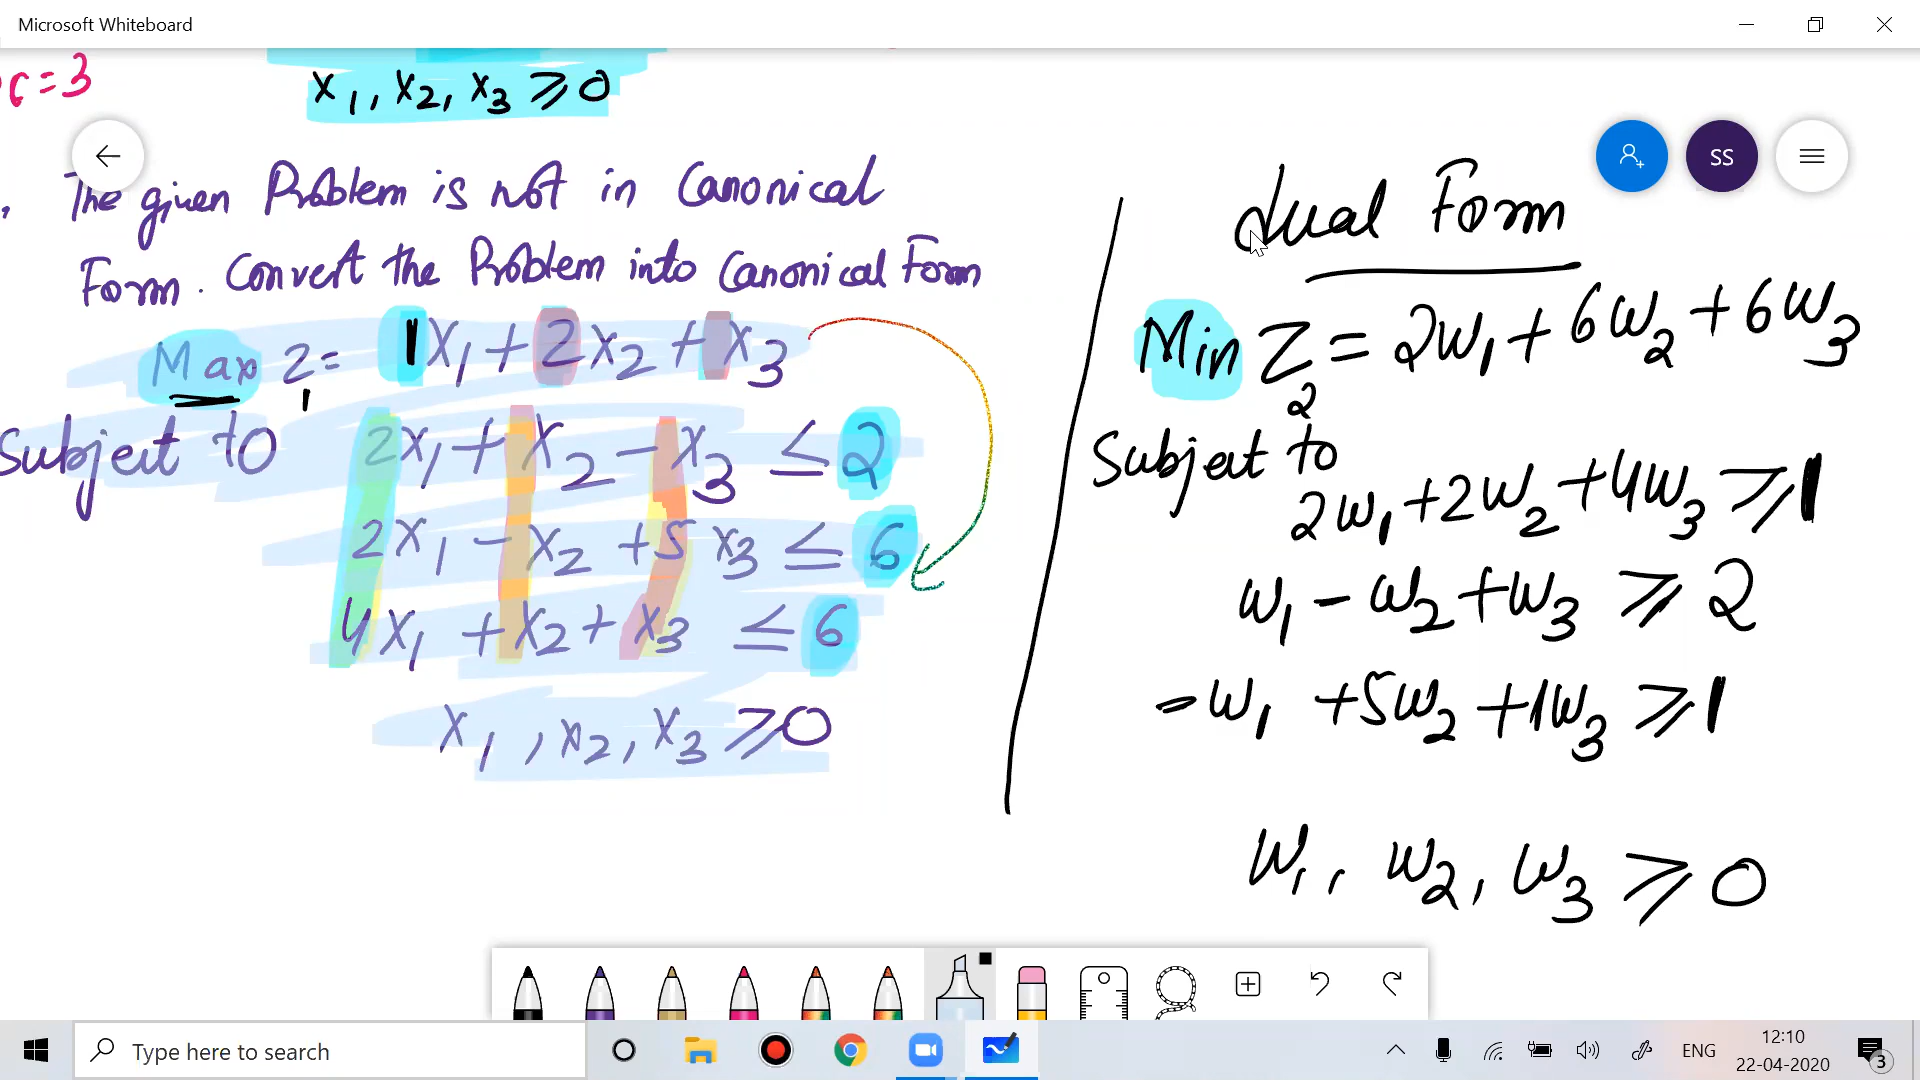 Microsoft Whiteboard
c = 3
x1, x2, x3 ≥ 0
SS
The given Problem is not in Canonical
Form. Convert the Problem into Canonical Form
Max Z1 = 1x1 + 2x2 + x3
Subject to 2x1 + x2 - x3 ≤ 2
2x1 - x2 + 5x3 ≤ 6
4x1 + x2 + x3 ≤ 6
x1, x2, x3 ≥ 0
dual Form
Min Z2 = 2w1 + 6w2 + 6w3
Subject to
2w1 + 2w2 + 4w3 ≥ 1
w1 - w2 + w3 ≥ 2
-w1 + 5w2 + 1w3 ≥ 1
w1, w2, w3 ≥ 0
Type here to search
ENG
12:10
22-04-2020
3